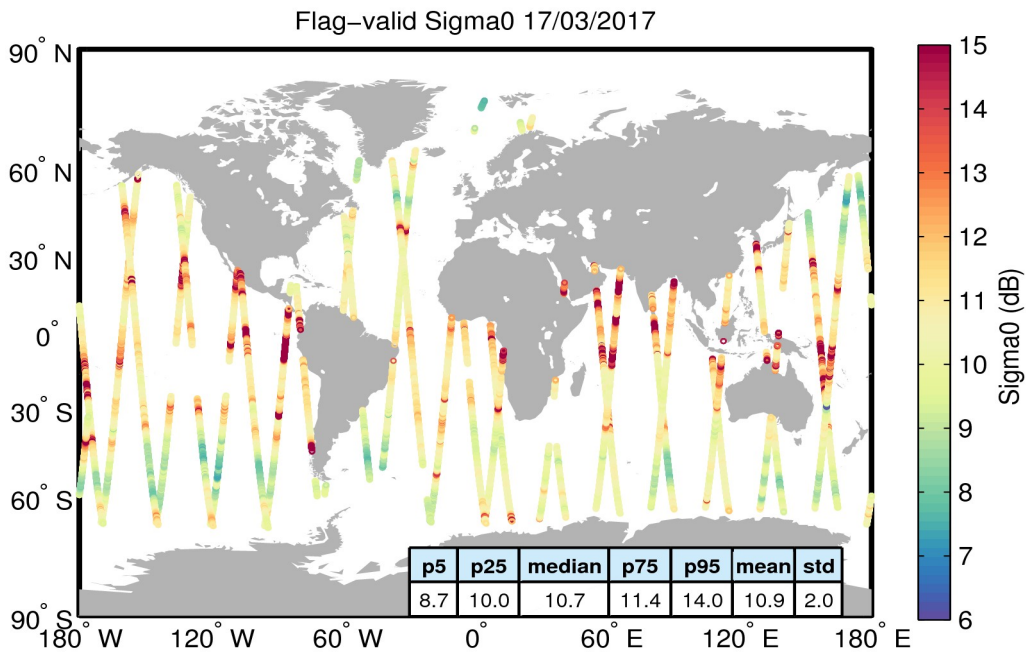 Flag−valid Sigma0 17/03/2017
90° N
60° N
30° N
0°
30° S
60° S
90° S
180° W
120° W
60° W
0°
60° E
120° E
180° E
15
14
13
12
11
10
9
8
7
6
Sigma0 (dB)
p5 p25 median p75 p95 mean std
8.7 10.0 10.7 11.4 14.0 10.9 2.0